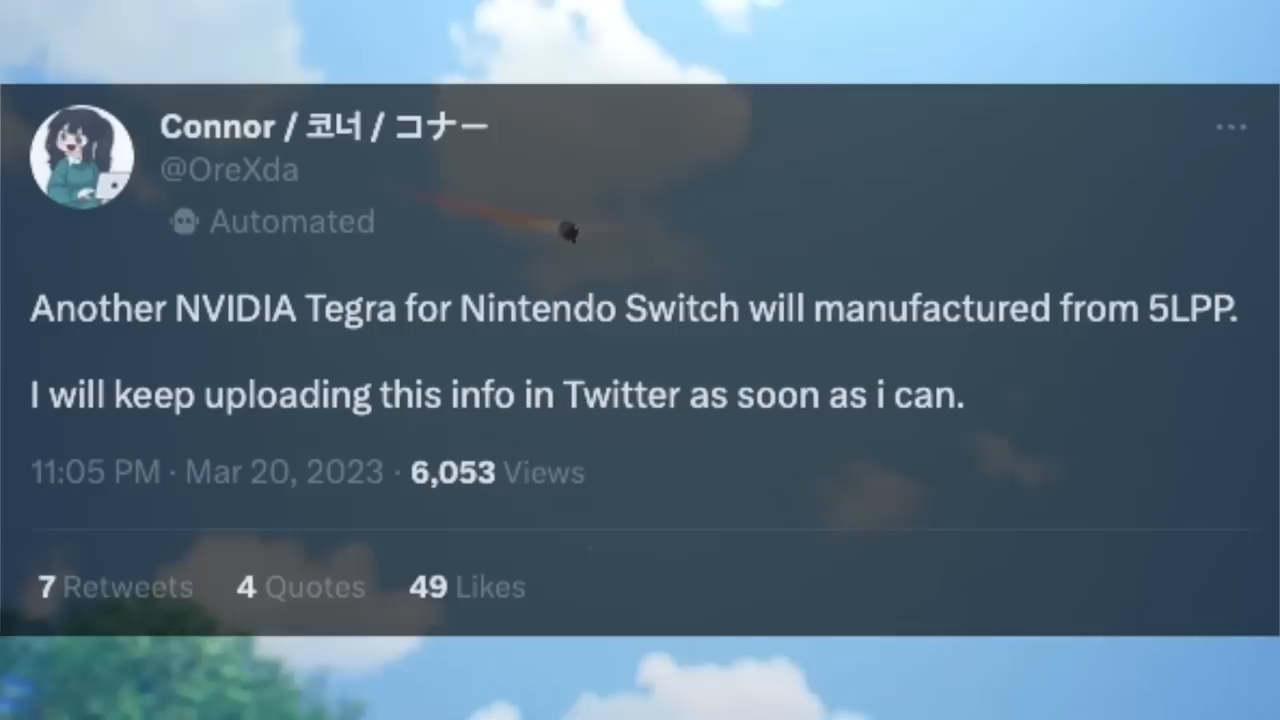 Connor / 코너 / コナー
@OreXda
Automated
Another NVIDIA Tegra for Nintendo Switch will manufactured from 5LPP.
I will keep uploading this info in Twitter as soon as i can.
11:05 PM · Mar 20, 2023 · 6,053 Views
7 Retweets 4 Quotes 49 Likes